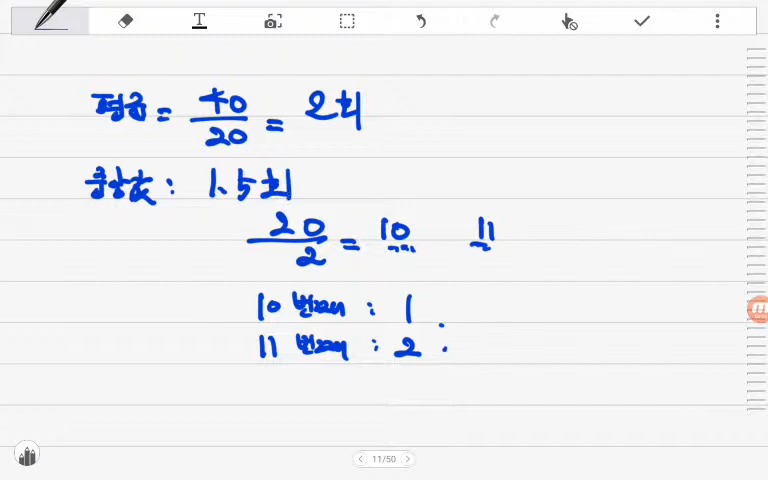 평균 = 40/20 = 2회
중앙값 : 1.5회
20/2 = 10 11
10 번째 : 1
11 번째 : 2
11/50